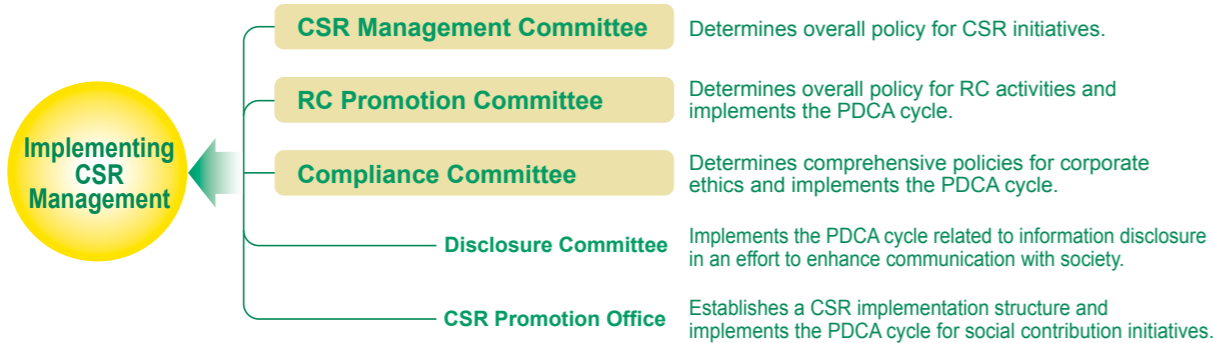 Implementing
CSR
Management
CSR Management Committee
Determines overall policy for CSR initiatives.
RC Promotion Committee
Determines overall policy for RC activities and
implements the PDCA cycle.
Compliance Committee
Determines comprehensive policies for corporate
ethics and implements the PDCA cycle.
Disclosure Committee
Implements the PDCA cycle related to information disclosure
in an effort to enhance communication with society.
CSR Promotion Office
Establishes a CSR implementation structure and
implements the PDCA cycle for social contribution initiatives.